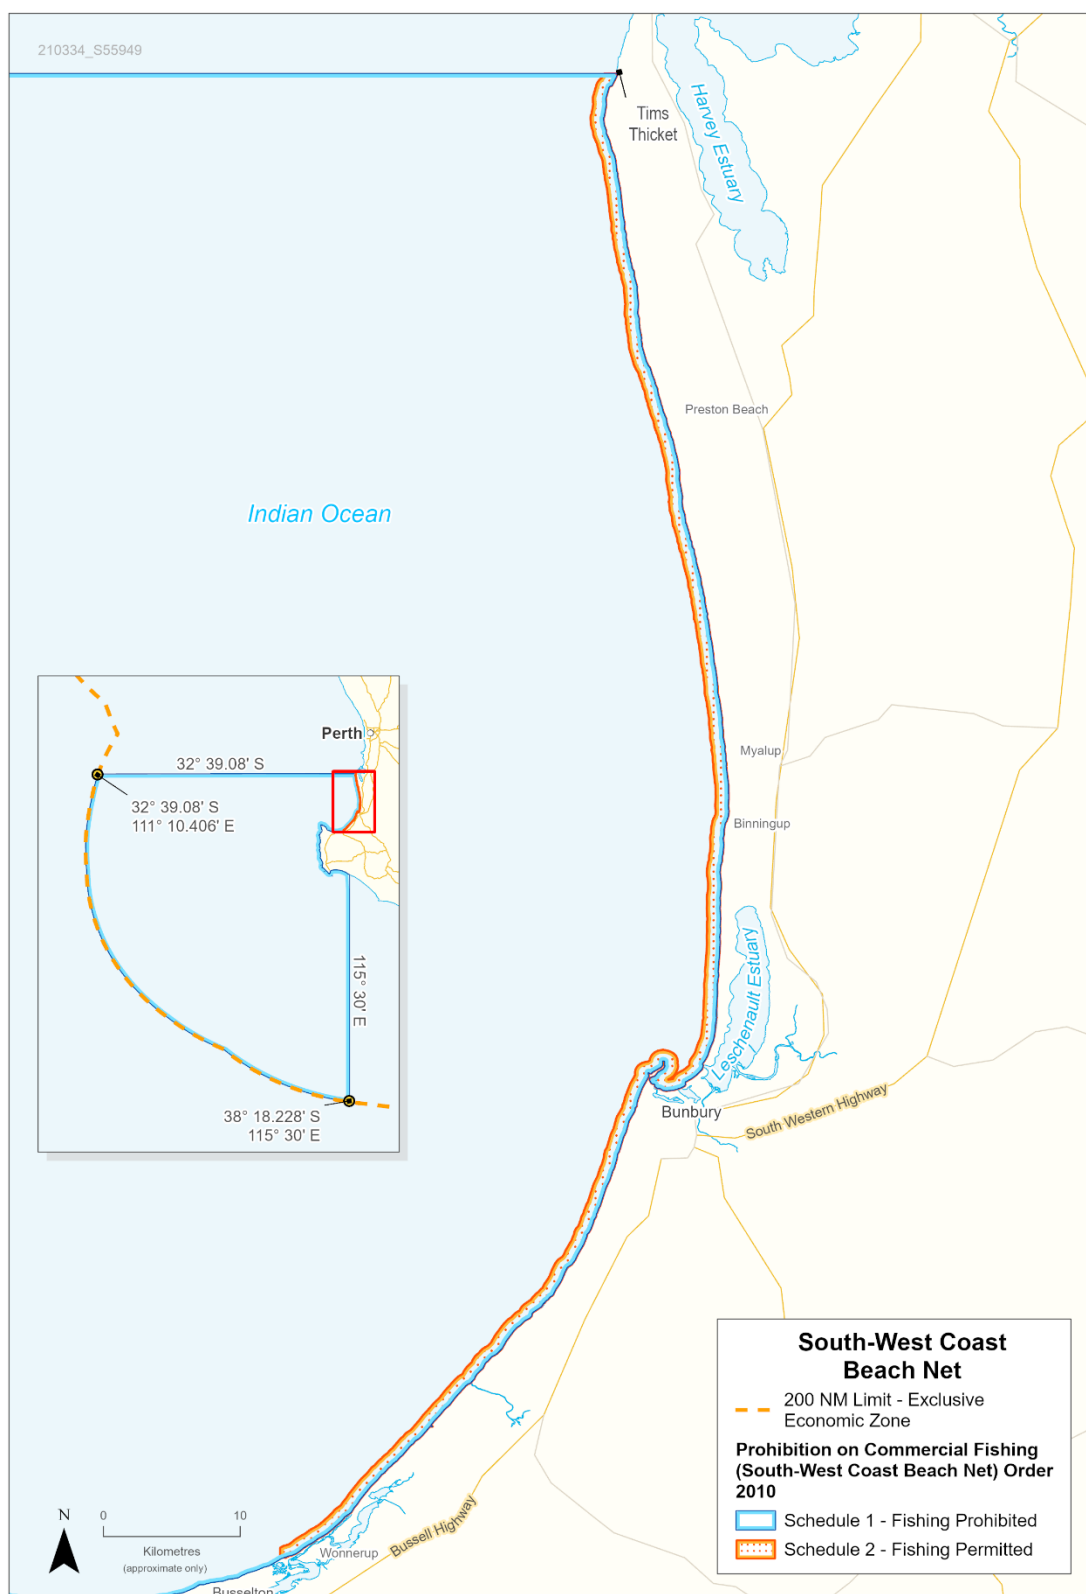 210334_S55949
Tims
Thicket
Harvey Estuary
Preston Beach
Indian Ocean
Perth
32° 39.08' S
32° 39.08' S
111° 10.406' E
115° 30' E
38° 18.228' S
115° 30' E
Myalup
Binningup
Leschenault Estuary
Bunbury
South Western Highway
South-West Coast
Beach Net
200 NM Limit - Exclusive
Economic Zone
Prohibition on Commercial Fishing
(South-West Coast Beach Net) Order
2010
Schedule 1 - Fishing Prohibited
Schedule 2 - Fishing Permitted
N
0 10
Kilometres
(approximate only)
Bussell Highway
Wonnerup
Busselton